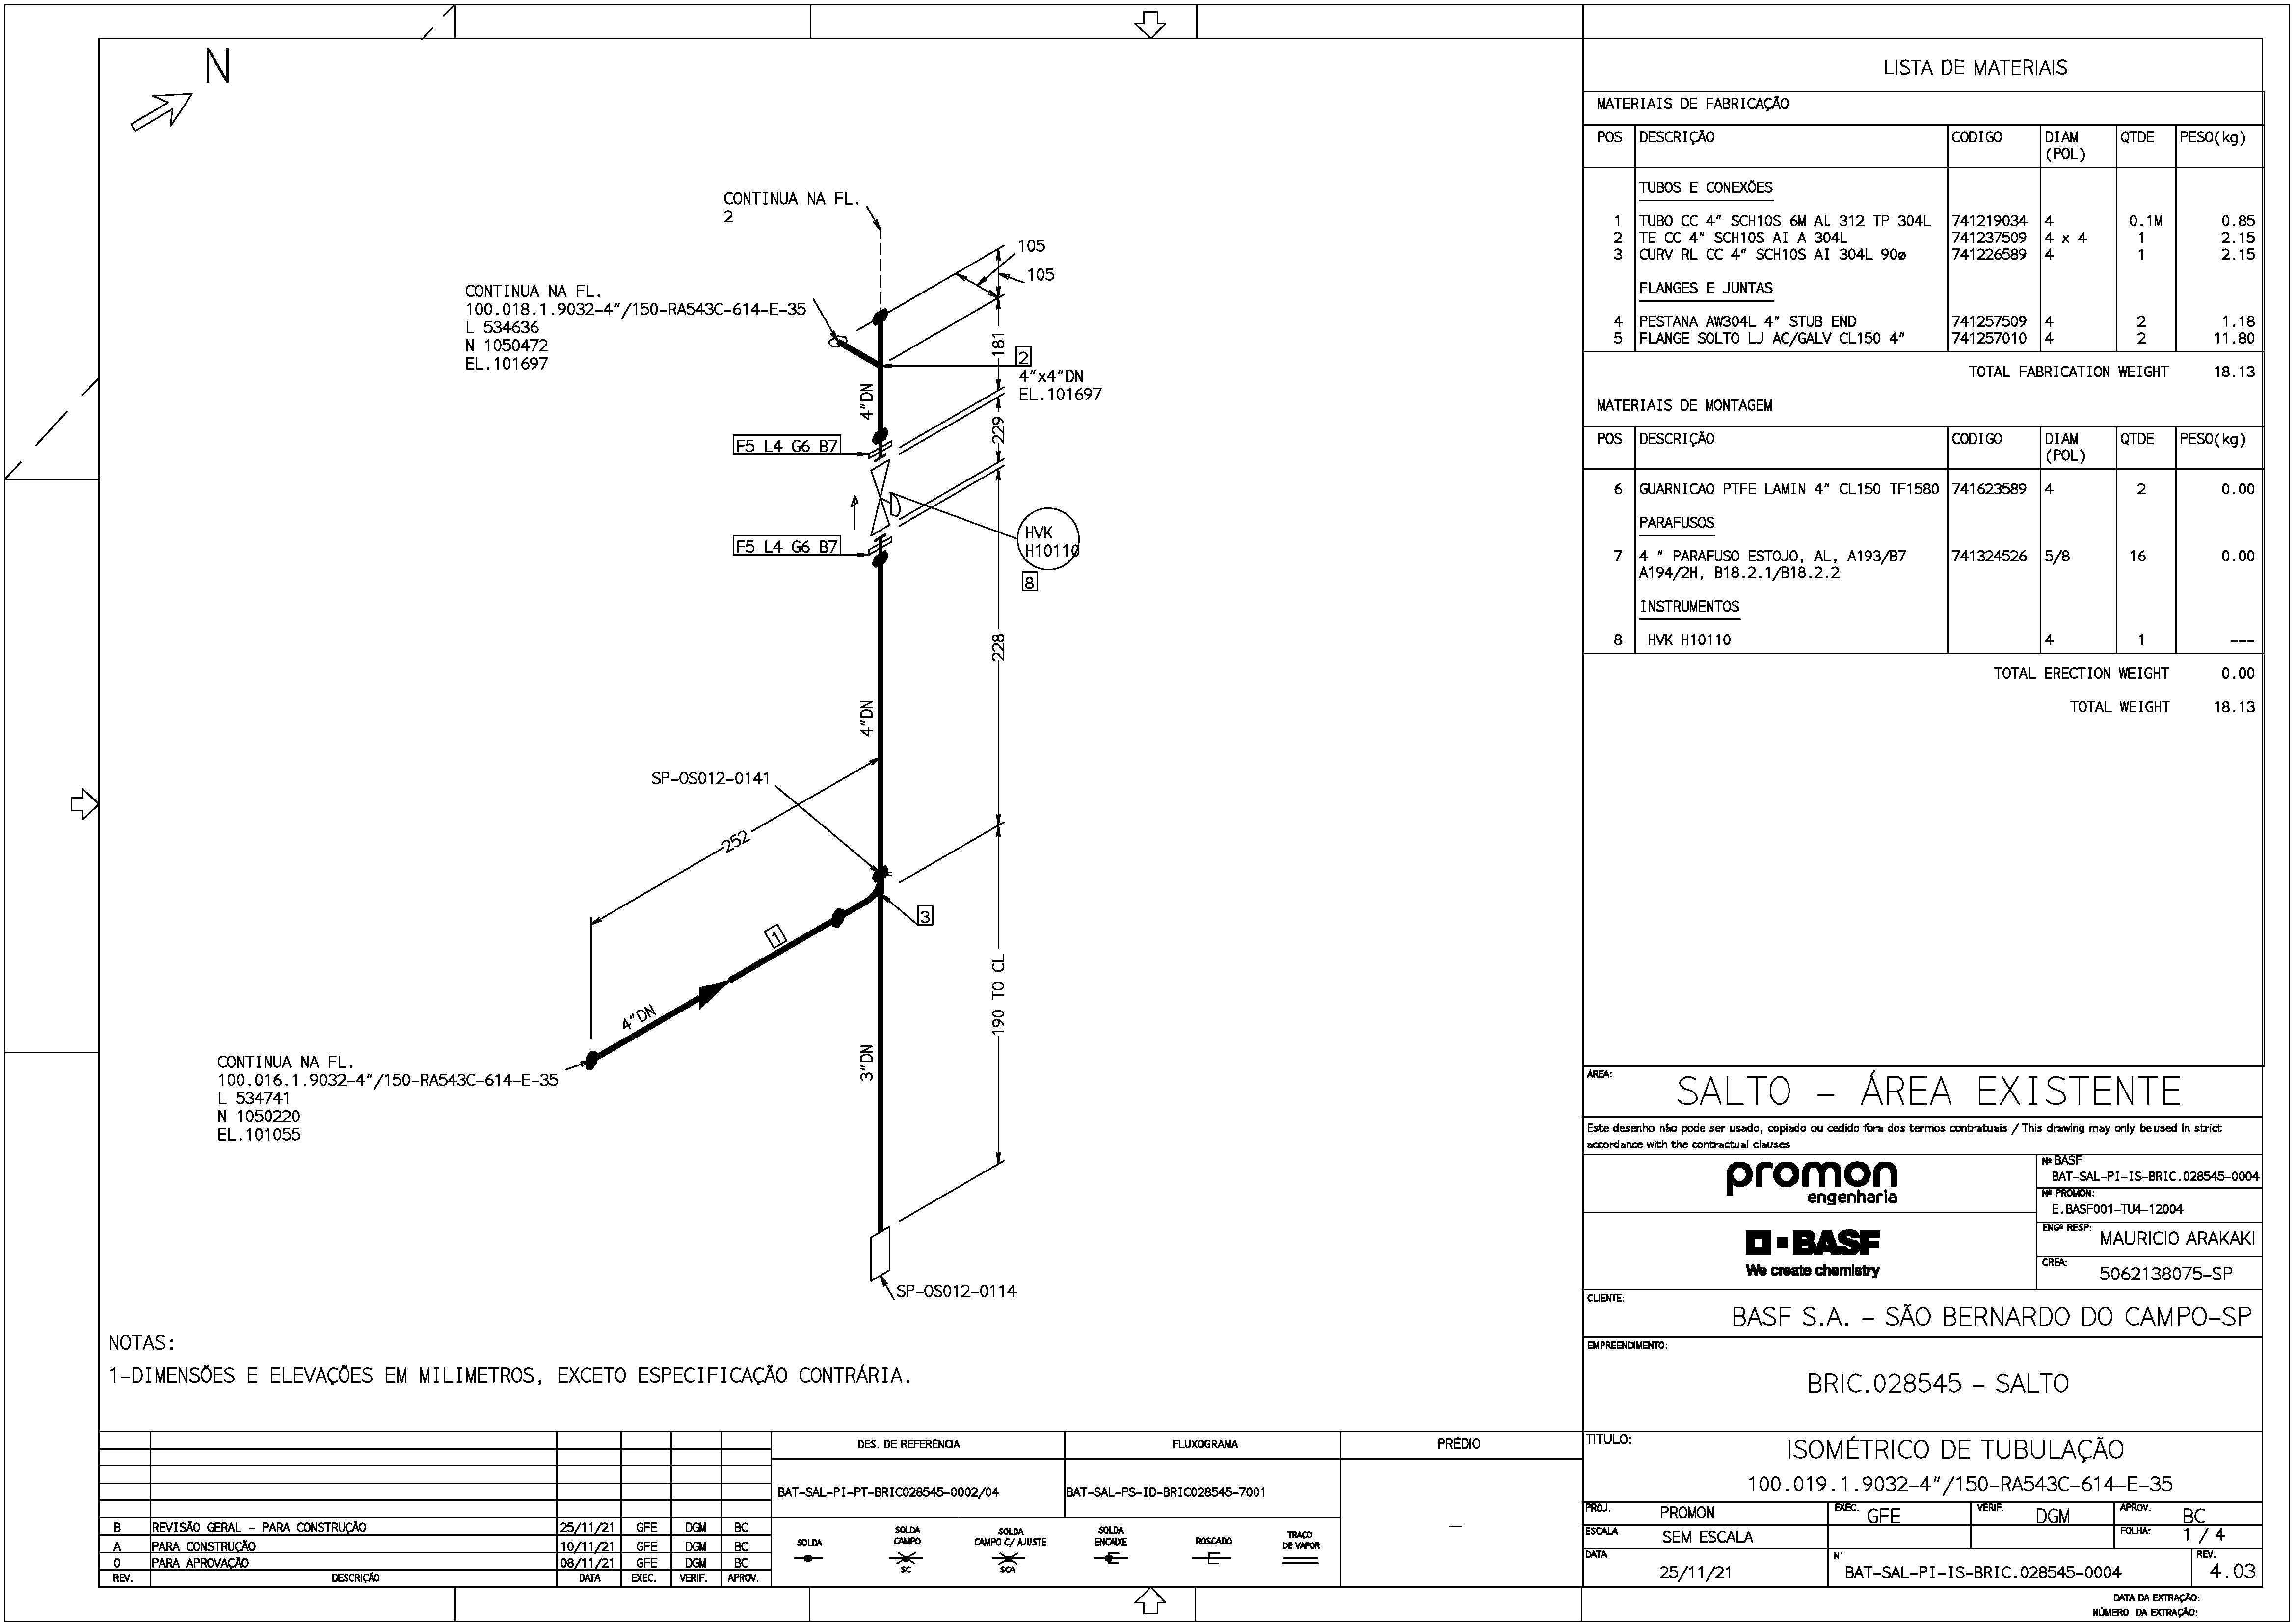 N
CONTINUA NA FL.
2
105
105
CONTINUA NA FL.
100.018.1.9032-4"/150-RA543C-614-E-35
L 534636
N 1050472
EL.101697
181
2
4"x4"DN
EL.101697
4"DN
229
F5 L4 G6 B7
F5 L4 G6 B7
HVK
H10110
8
228
4"DN
SP-OS012-0141
252
3
1
190 TO CL
4"DN
3"DN
CONTINUA NA FL.
100.016.1.9032-4"/150-RA543C-614-E-35
L 534741
N 1050220
EL.101055
SP-OS012-0114
NOTAS:
1-DIMENSÕES E ELEVAÇÕES EM MILIMETROS, EXCETO ESPECIFICAÇÃO CONTRÁRIA.
LISTA DE MATERIAIS
MATERIAIS DE FABRICAÇÃO
POS DESCRIÇÃO CODIGO DIAM QTDE PESO(kg)
(POL)
TUBOS E CONEXÕES
1 TUBO CC 4" SCH10S 6M Al 312 TP 304L 741219034 4 0.1M 0.85
2 TE CC 4" SCH10S AI A 304L 741237509 4 x 4 1 2.15
3 CURV RL CC 4" SCH10S AI 304L 90ø 741226589 4 1 2.15
FLANGES E JUNTAS
4 PESTANA AW304L 4" STUB END 741257509 4 2 1.18
5 FLANGE SOLTO LJ AC/GALV CL150 4" 741257010 4 2 11.80
TOTAL FABRICATION WEIGHT 18.13
MATERIAIS DE MONTAGEM
POS DESCRIÇÃO CODIGO DIAM QTDE PESO(kg)
(POL)
6 GUARNICAO PTFE LAMIN 4" CL150 TF1580 741623589 4 2 0.00
PARAFUSOS
7 4 " PARAFUSO ESTOJO, AL, A193/B7 741324526 5/8 16 0.00
A194/2H, B18.2.1/B18.2.2
INSTRUMENTOS
8 HVK H10110 4 1 ---
TOTAL ERECTION WEIGHT 0.00
TOTAL WEIGHT 18.13
ÁREA:
SALTO - ÁREA EXISTENTE
Este desenho não pode ser usado, copiado ou cedido fora dos termos contratuais / This drawing may only be used in strict
accordance with the contractual clauses
promon
engenharia
Nº BASF
BAT-SAL-PI-IS-BRIC.028545-0004
Nº PROMON:
E.BASF001-TU4-12004
BASF
We create chemistry
ENGº RESP:
MAURICIO ARAKAKI
CREA:
5062138075-SP
CLIENTE:
BASF S.A. - SÃO BERNARDO DO CAMPO-SP
EMPREENDIMENTO:
BRIC.028545 - SALTO
TITULO:
ISOMÉTRICO DE TUBULAÇÃO
100.019.1.9032-4"/150-RA543C-614-E-35
PROJ. PROMON EXEC. GFE VERIF. DGM APROV. BC
ESCALA SEM ESCALA FOLHA: 1 / 4
DATA 25/11/21 N° BAT-SAL-PI-IS-BRIC.028545-0004 REV. 4.03
DATA DA EXTRAÇÃO:
NÚMERO DA EXTRAÇÃO:
DES. DE REFERÊNCIA FLUXOGRAMA PRÉDIO
BAT-SAL-PI-PT-BRIC028545-0002/04 BAT-SAL-PS-ID-BRIC028545-7001
-
SOLDA
SOLDA
CAMPO
SC
SOLDA
CAMPO C/ AJUSTE
SCA
SOLDA
ENCAIXE
ROSCADO
TRAÇO
DE VAPOR
B REVISÃO GERAL - PARA CONSTRUÇÃO 25/11/21 GFE DGM BC
A PARA CONSTRUÇÃO 10/11/21 GFE DGM BC
0 PARA APROVAÇÃO 08/11/21 GFE DGM BC
REV. DESCRIÇÃO DATA EXEC. VERIF. APROV.